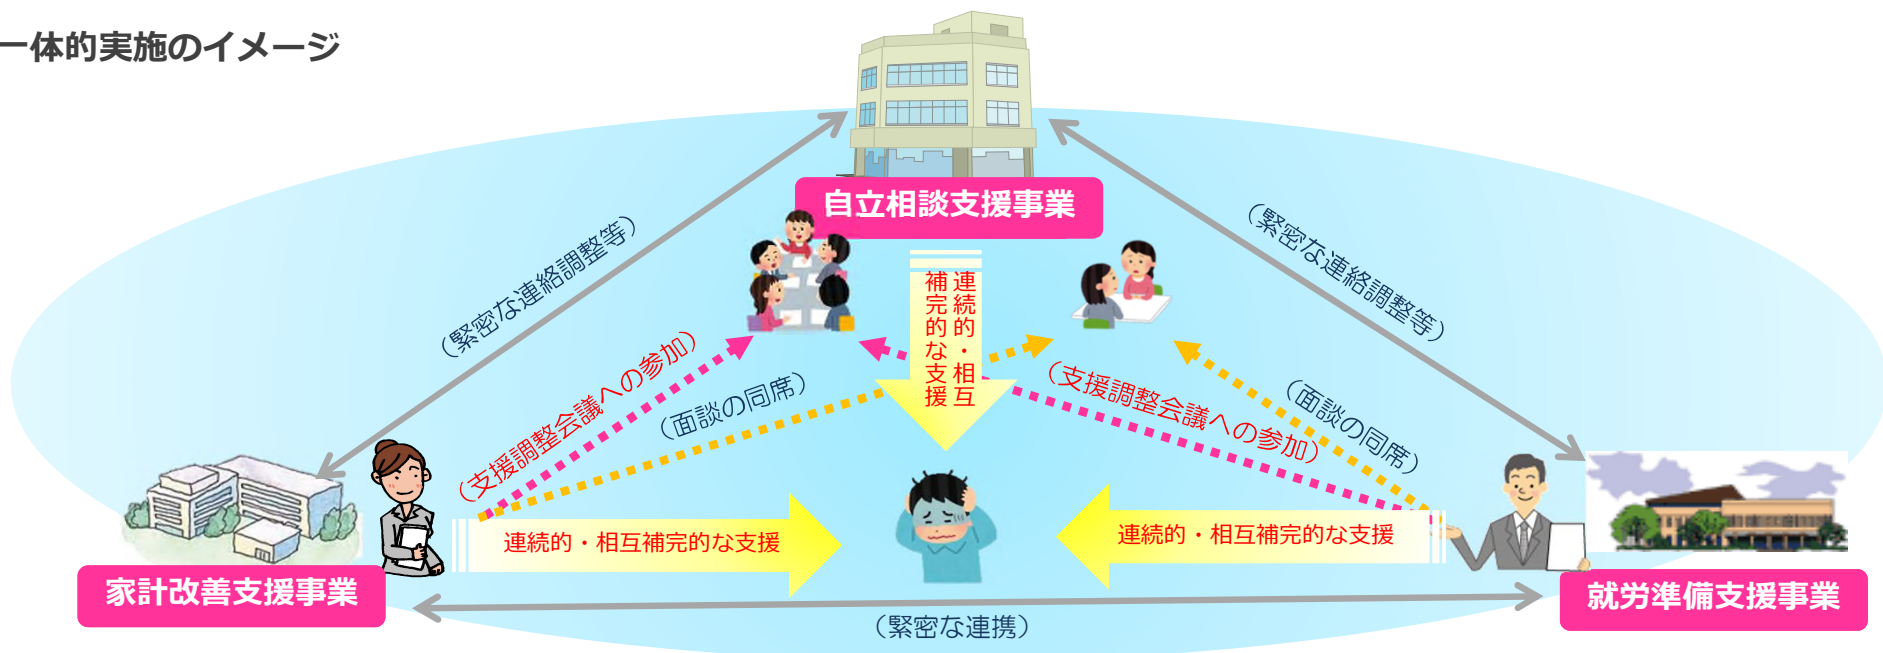 一体的実施のイメージ
自立相談支援事業
（緊密な連絡調整等）
（緊密な連絡調整等）
連続的・相互
補完的な支援
（支援調整会議への参加）
（面談の同席）
（支援調整会議への参加）
（面談の同席）
連続的・相互補完的な支援
連続的・相互補完的な支援
家計改善支援事業
就労準備支援事業
（緊密な連携）